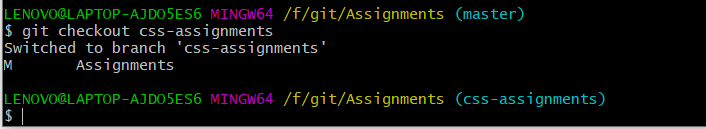 LENOVO@LAPTOP-AJDO5ES6 MINGW64 /f/git/Assignments (master)
$ git checkout css-assignments
Switched to branch 'css-assignments'
M       Assignments
LENOVO@LAPTOP-AJDO5ES6 MINGW64 /f/git/Assignments (css-assignments)
$